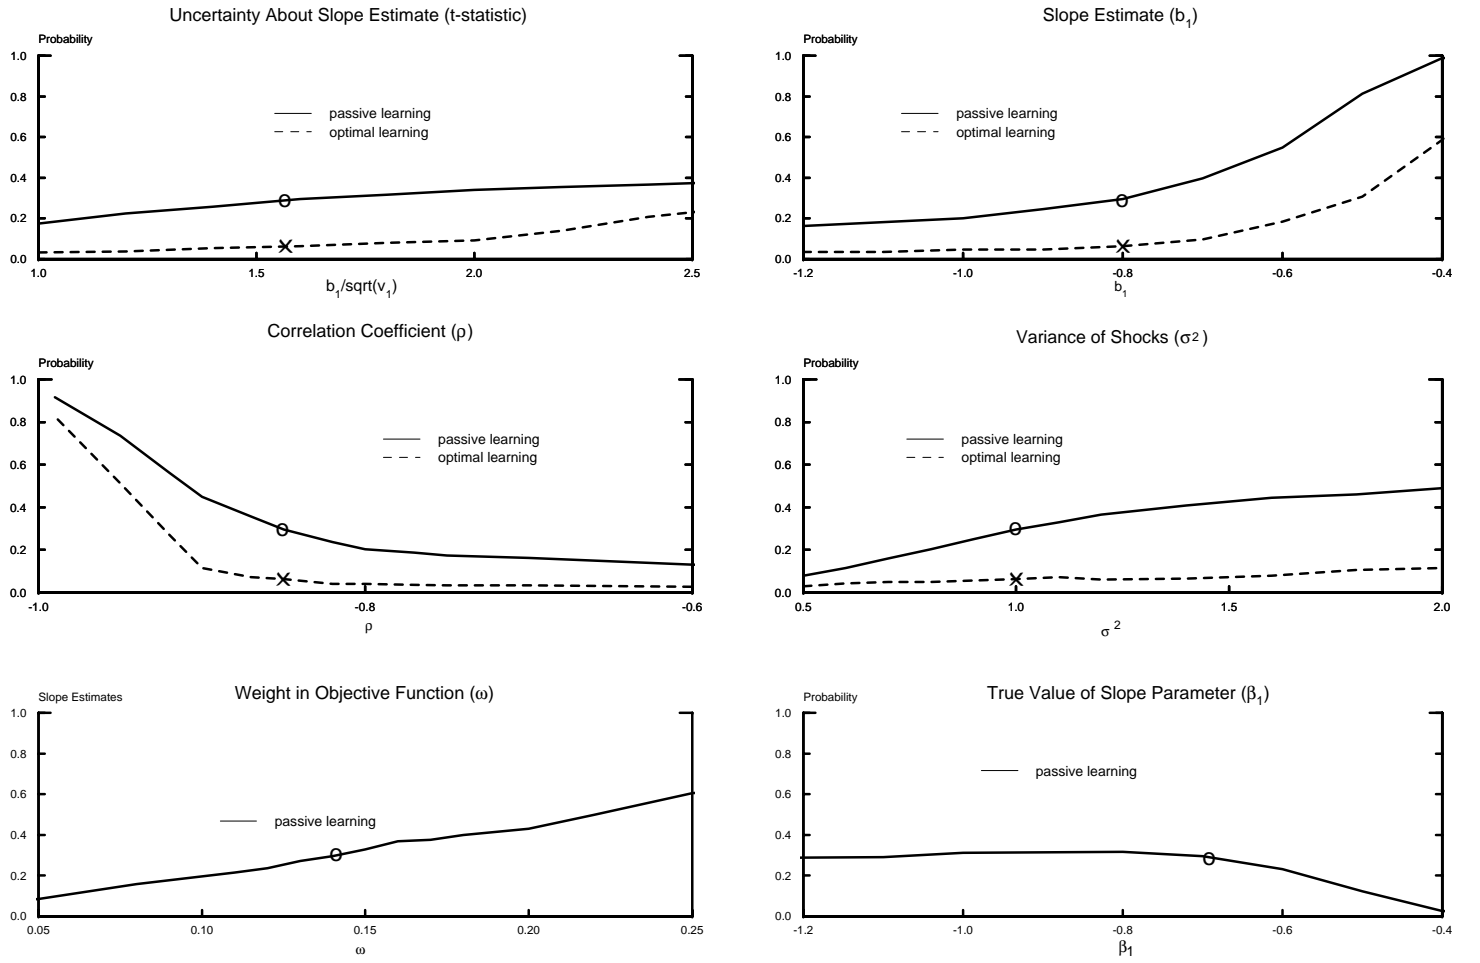 Uncertainty About Slope Estimate (t-statistic)
Probability
1.0
0.8
0.6
0.4
0.2
0.0
passive learning
optimal learning
1.0 1.5 2.0 2.5
b1/sqrt(v1)
Slope Estimate (b1)
Probability
1.0
0.8
0.6
0.4
0.2
0.0
passive learning
optimal learning
-1.2 -1.0 -0.8 -0.6 -0.4
b1
Correlation Coefficient (ρ)
Probability
1.0
0.8
0.6
0.4
0.2
0.0
passive learning
optimal learning
-1.0 -0.8 -0.6
ρ
Variance of Shocks (σ2)
Probability
1.0
0.8
0.6
0.4
0.2
0.0
passive learning
optimal learning
0.5 1.0 1.5 2.0
σ 2
Weight in Objective Function (ω)
Slope Estimates
1.0
0.8
0.6
0.4
0.2
0.0
passive learning
0.05 0.10 0.15 0.20 0.25
ω
True Value of Slope Parameter (β1)
Probability
1.0
0.8
0.6
0.4
0.2
0.0
passive learning
-1.2 -1.0 -0.8 -0.6 -0.4
β1